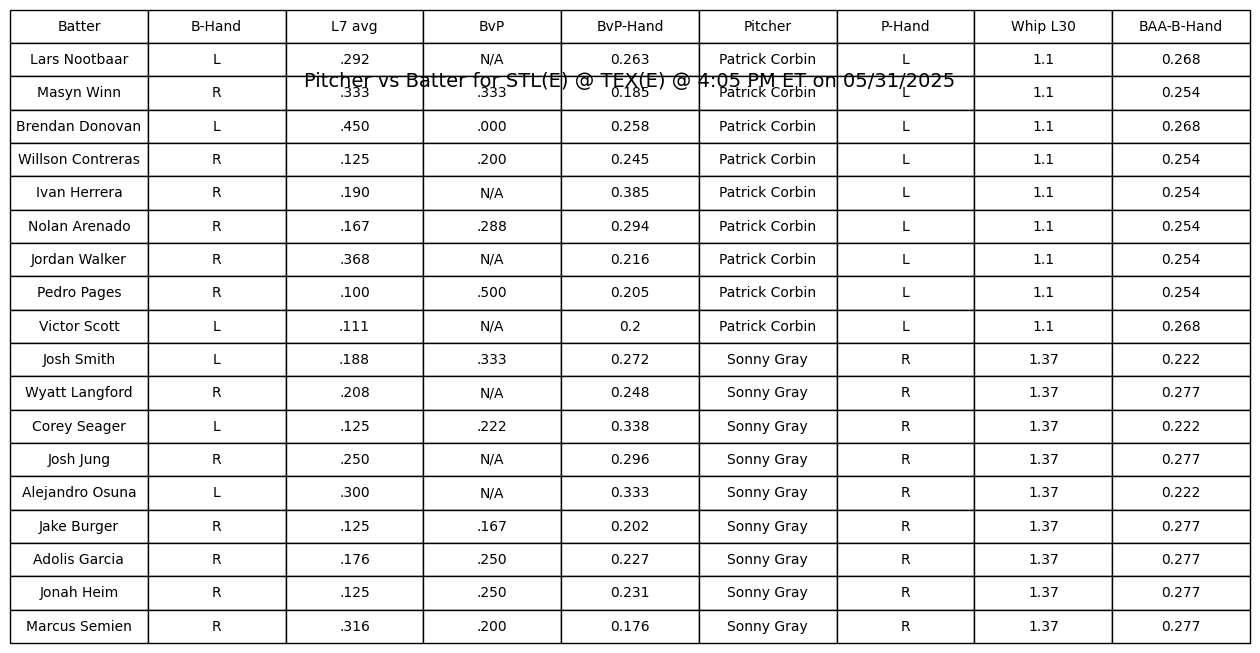 Batter B-Hand L7 avg BvP BvP-Hand Pitcher P-Hand Whip L30 BAA-B-Hand
Lars Nootbaar L .292 N/A 0.263 Patrick Corbin L 1.1 0.268
Pitcher vs Batter for STL(E) @ TEX(E) @ 4:05 PM ET on 05/31/2025
Masyn Winn R .333 .333 0.185 Patrick Corbin L 1.1 0.254
Brendan Donovan L .450 .000 0.258 Patrick Corbin L 1.1 0.268
Willson Contreras R .125 .200 0.245 Patrick Corbin L 1.1 0.254
Ivan Herrera R .190 N/A 0.385 Patrick Corbin L 1.1 0.254
Nolan Arenado R .167 .288 0.294 Patrick Corbin L 1.1 0.254
Jordan Walker R .368 N/A 0.216 Patrick Corbin L 1.1 0.254
Pedro Pages R .100 .500 0.205 Patrick Corbin L 1.1 0.254
Victor Scott L .111 N/A 0.2 Patrick Corbin L 1.1 0.268
Josh Smith L .188 .333 0.272 Sonny Gray R 1.37 0.222
Wyatt Langford R .208 N/A 0.248 Sonny Gray R 1.37 0.277
Corey Seager L .125 .222 0.338 Sonny Gray R 1.37 0.222
Josh Jung R .250 N/A 0.296 Sonny Gray R 1.37 0.277
Alejandro Osuna L .300 N/A 0.333 Sonny Gray R 1.37 0.222
Jake Burger R .125 .167 0.202 Sonny Gray R 1.37 0.277
Adolis Garcia R .176 .250 0.227 Sonny Gray R 1.37 0.277
Jonah Heim R .125 .250 0.231 Sonny Gray R 1.37 0.277
Marcus Semien R .316 .200 0.176 Sonny Gray R 1.37 0.277